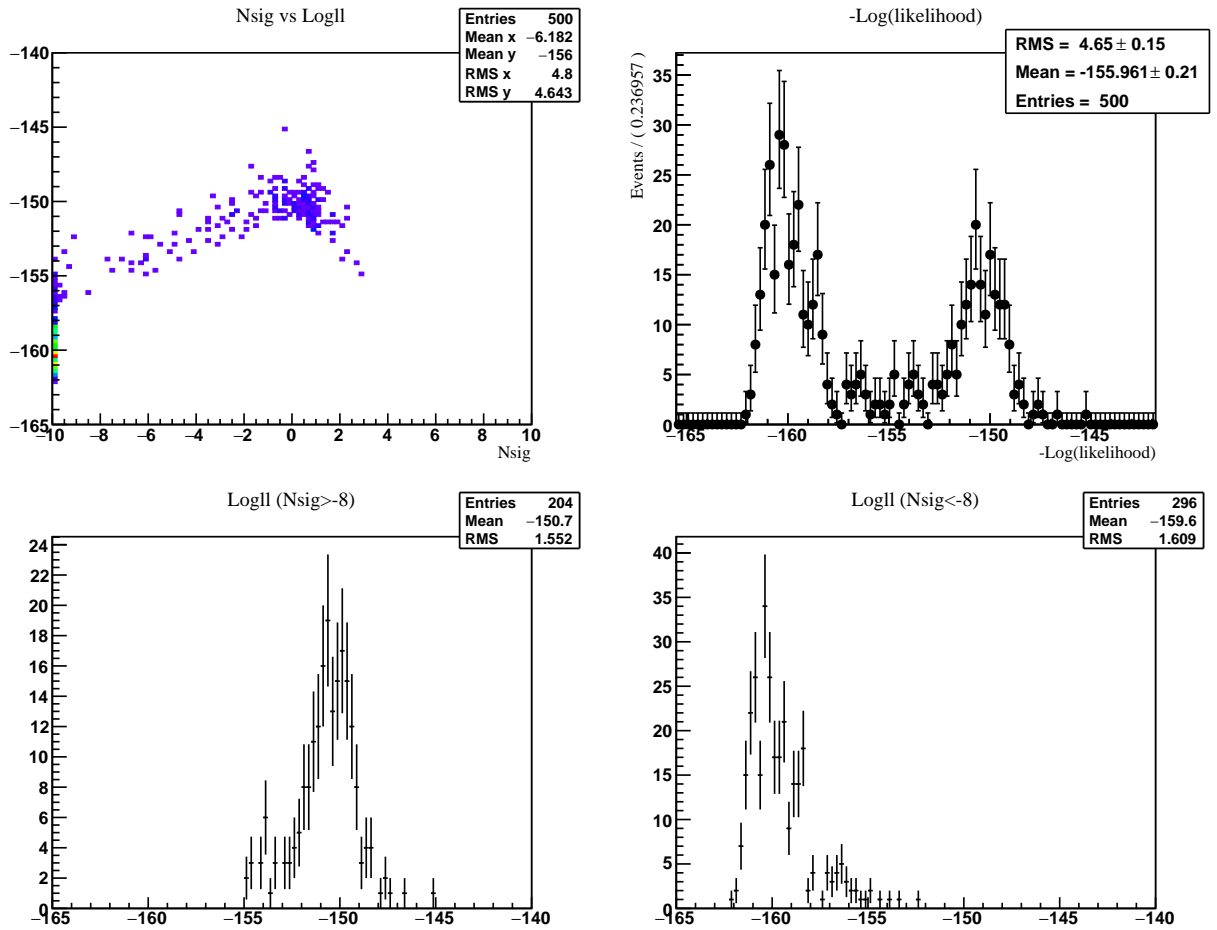 Nsig vs Logll
Entries 500
Mean x −6.182
Mean y −156
RMS x 4.8
RMS y 4.643
−140
−145
−150
−155
−160
−165
−10 −8 −6 −4 −2 0 2 4 6 8 10
Nsig
-Log(likelihood)
RMS = 4.65 ± 0.15
Mean = -155.961 ± 0.21
Entries = 500
Events / ( 0.236957 )
35
30
25
20
15
10
5
0
−165 −160 −155 −150 −145
-Log(likelihood)
Logll (Nsig>-8)
Entries 204
Mean −150.7
RMS 1.552
24
22
20
18
16
14
12
10
8
6
4
2
0
−165 −160 −155 −150 −145 −140
Logll (Nsig<-8)
Entries 296
Mean −159.6
RMS 1.609
40
35
30
25
20
15
10
5
0
−165 −160 −155 −150 −145 −140